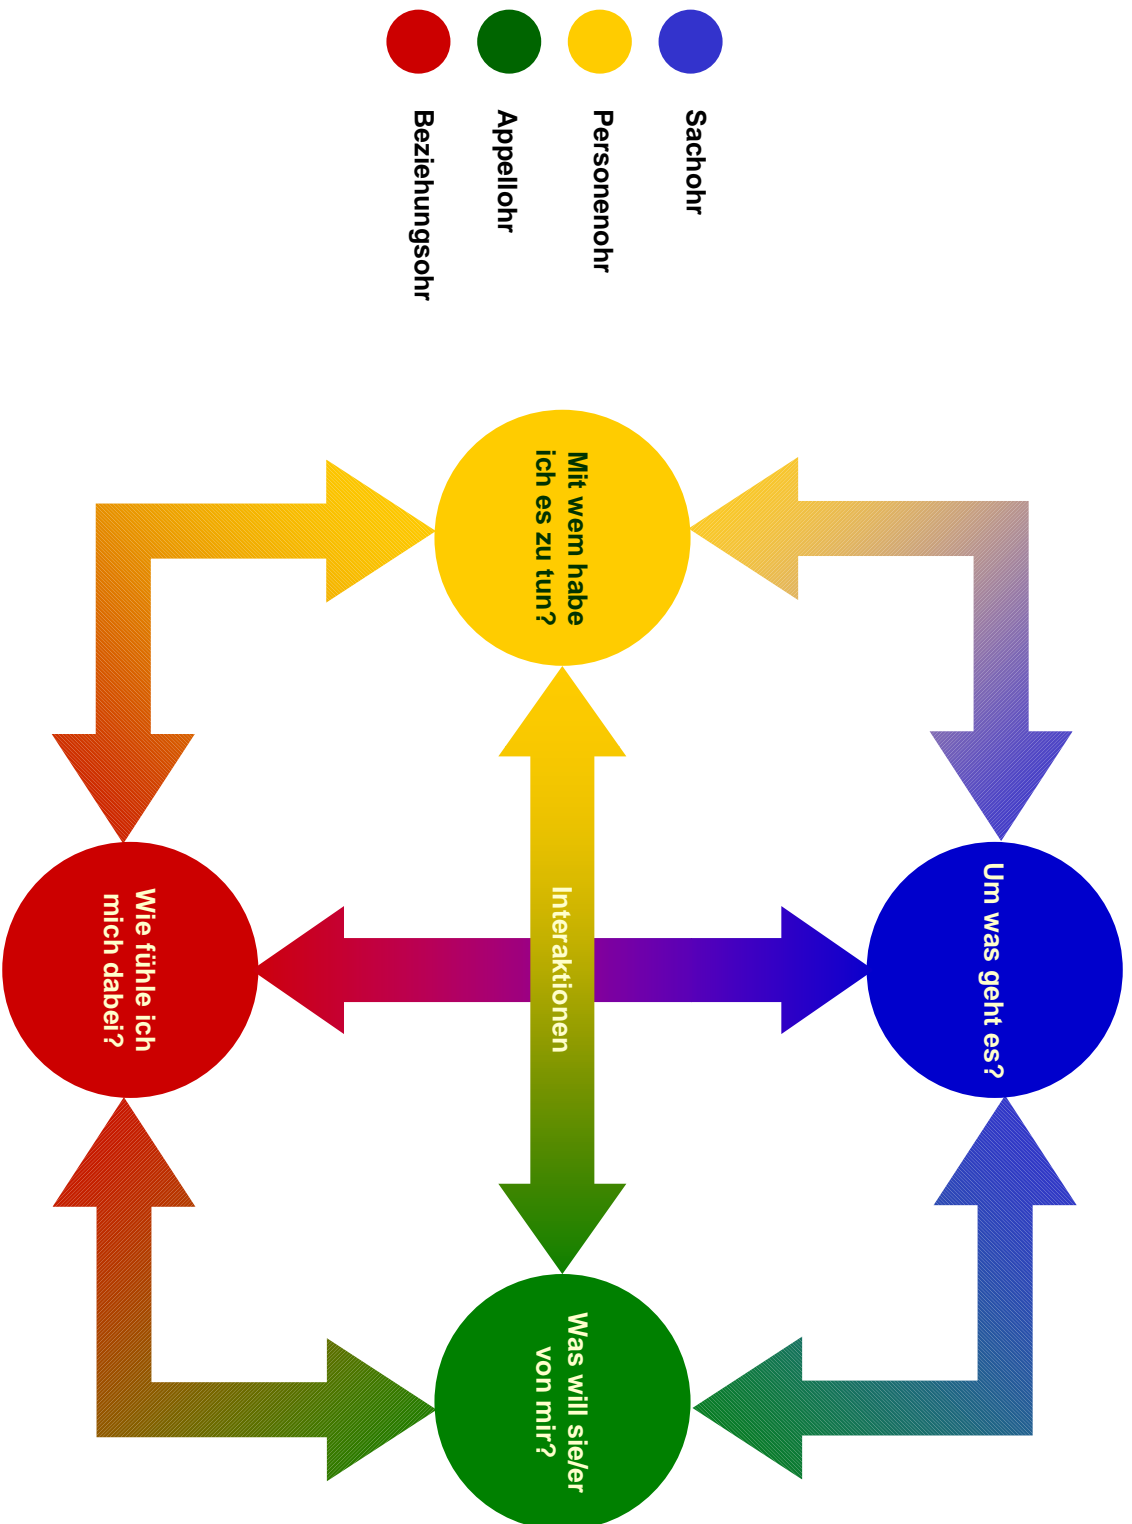 Sachohr
Personenohr
Appellohr
Beziehungsohr
Um was geht es?
Mit wem habe
ich es zu tun?
Interaktionen
Was will sie/er
von mir?
Wie fühle ich
mich dabei?